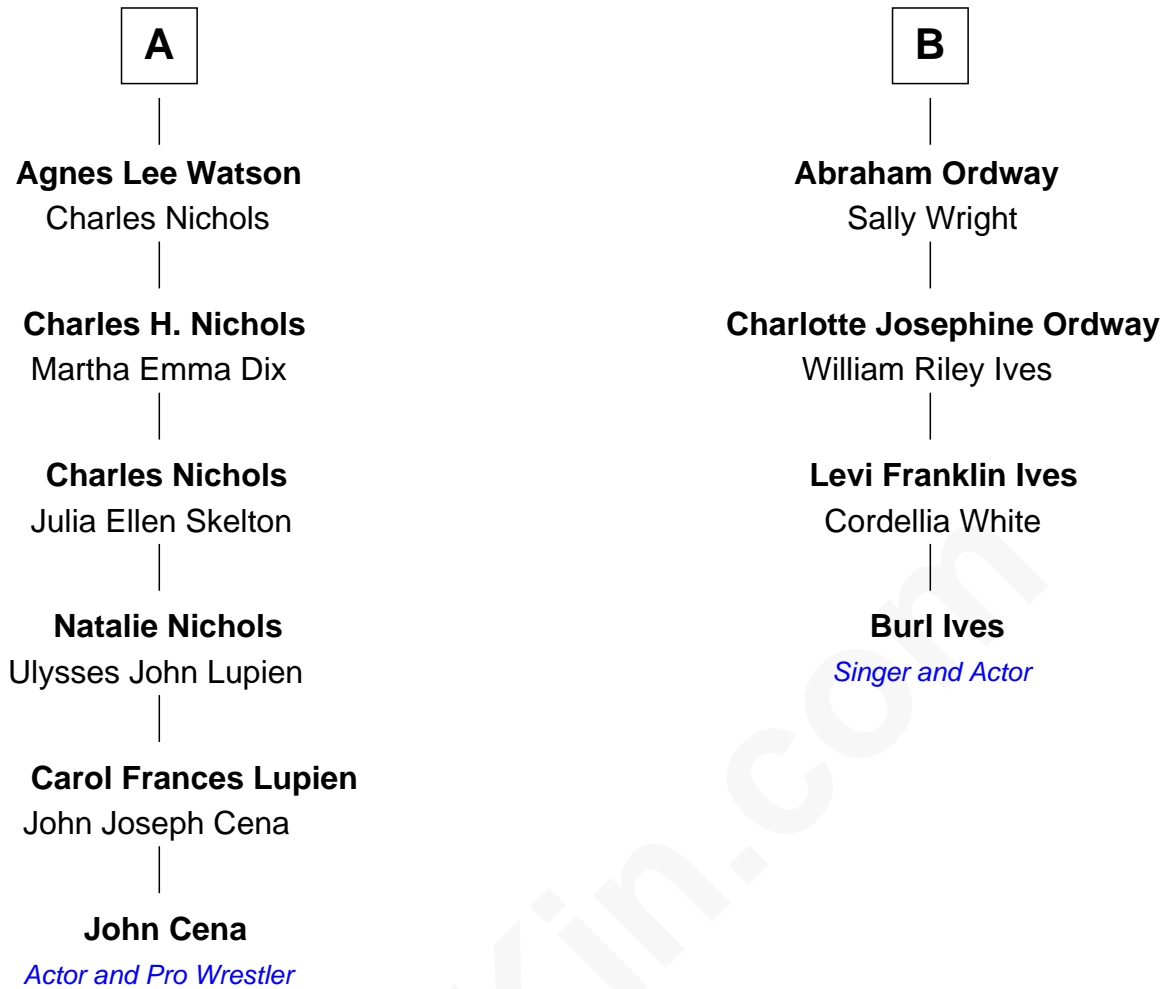 A
Agnes Lee Watson
Charles Nichols
Charles H. Nichols
Martha Emma Dix
Charles Nichols
Julia Ellen Skelton
Natalie Nichols
Ulysses John Lupien
Carol Frances Lupien
John Joseph Cena
John Cena
Actor and Pro Wrestler
B
Abraham Ordway
Sally Wright
Charlotte Josephine Ordway
William Riley Ives
Levi Franklin Ives
Cordellia White
Burl Ives
Singer and Actor
kin.com